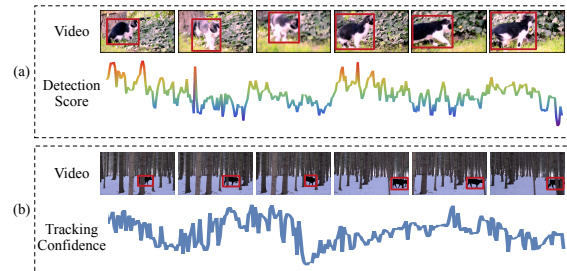 Video
(a)
Detection
Score
Video
(b)
Tracking
Confidence